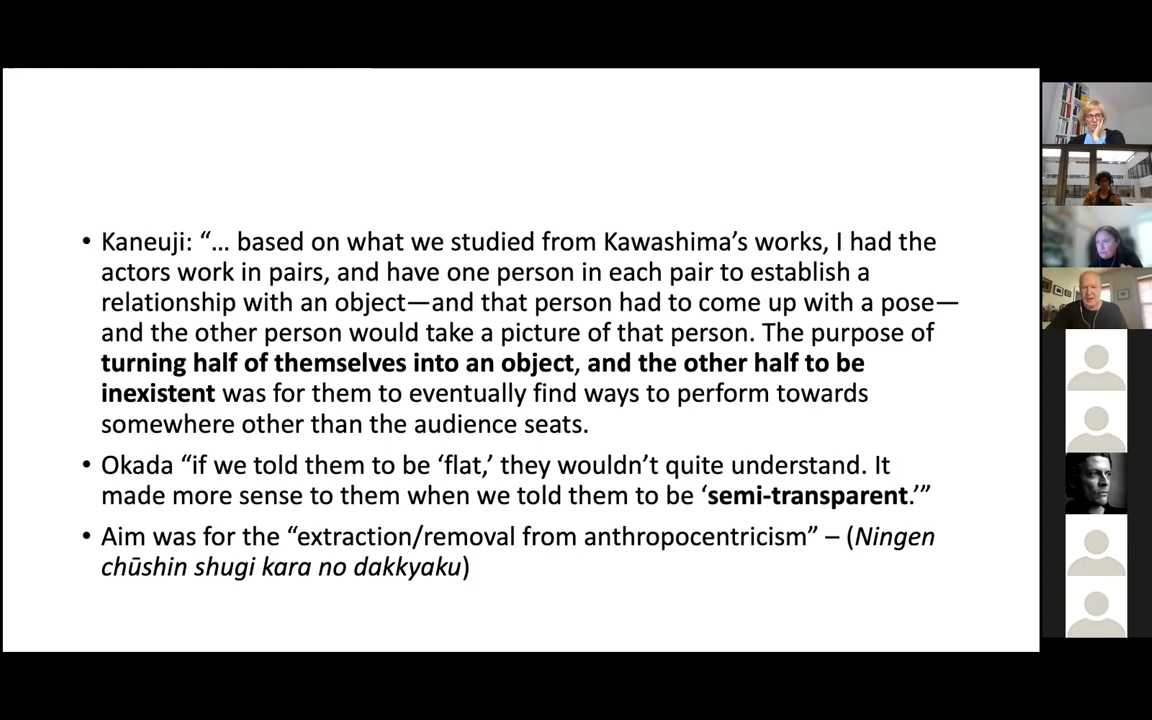 • Kaneuji: “... based on what we studied from Kawashima’s works, I had the
actors work in pairs, and have one person in each pair to establish a
relationship with an object—and that person had to come up with a pose—
and the other person would take a picture of that person. The purpose of
turning half of themselves into an object, and the other half to be
inexistent was for them to eventually find ways to perform towards
somewhere other than the audience seats.
• Okada “if we told them to be ‘flat,’ they wouldn’t quite understand. It
made more sense to them when we told them to be ‘semi-transparent.’”
• Aim was for the “extraction/removal from anthropocentricism” – (Ningen
chūshin shugi kara no dakkyaku)